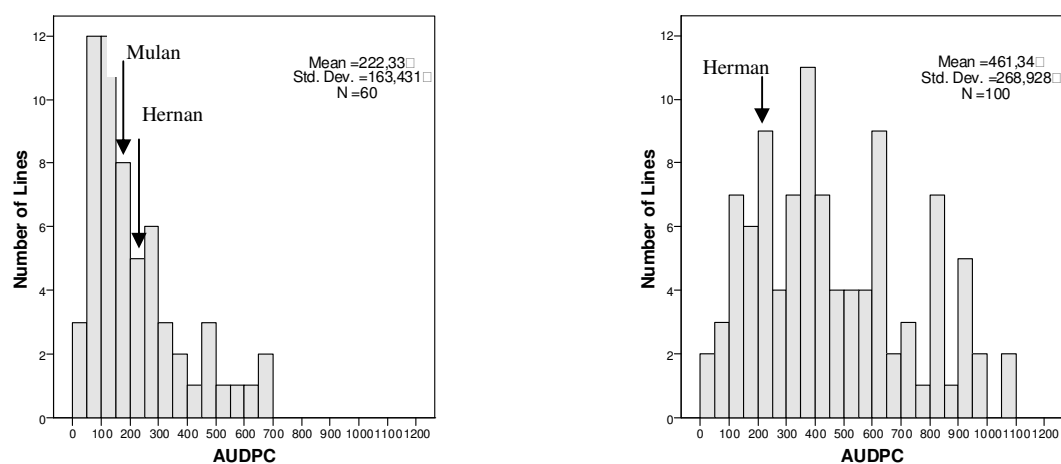 12
10
8
6
4
2
0
Number of Lines
Mulan
Hernan
Mean =222,33□
Std. Dev. =163,431□
N =60
0 100 200 300 400 500 600 700 800 900 1000 1100 1200
AUDPC
12
10
8
6
4
2
0
Number of Lines
Herman
Mean =461,34□
Std. Dev. =268,928□
N =100
0 100 200 300 400 500 600 700 800 900 1000 1100 1200
AUDPC